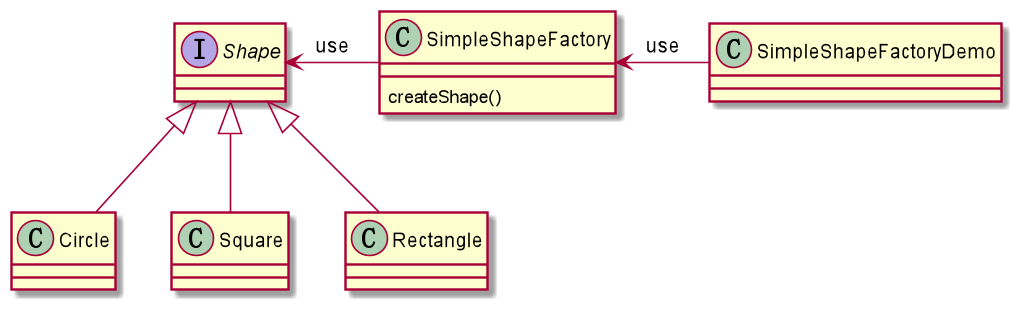 I Shape
use
C SimpleShapeFactory
createShape()
use
C SimpleShapeFactoryDemo
C Circle
C Square
C Rectangle